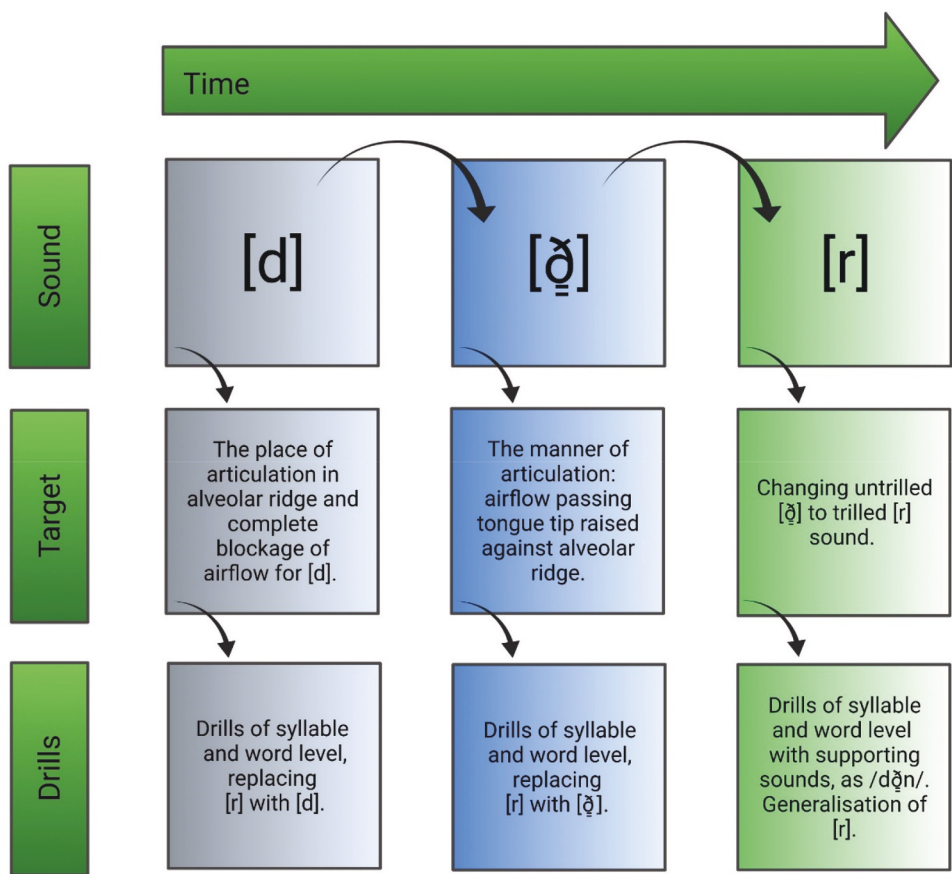 Time
Sound
[d]
[ð͇]
[r]
Target
The place of
articulation in
alveolar ridge and
complete
blockage of
airflow for [d].
The manner of
articulation:
airflow passing
tongue tip raised
against alveolar
ridge.
Changing untrilled
[ð͇] to trilled [r]
sound.
Drills
Drills of syllable
and word level,
replacing
[r] with [d].
Drills of syllable
and word level,
replacing
[r] with [ð͇].
Drills of syllable
and word level
with supporting
sounds, as /dð͇n/.
Generalisation of
[r].